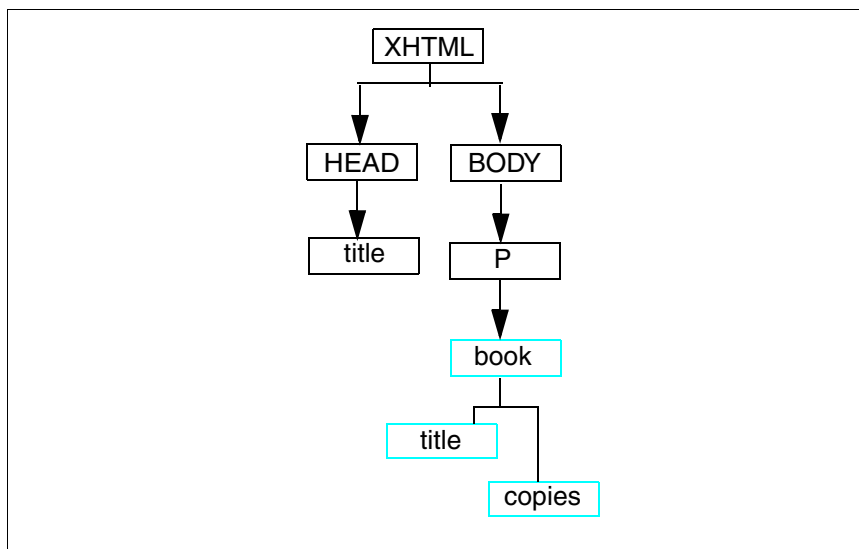 XHTML
HEAD
BODY
title
P
book
title
copies